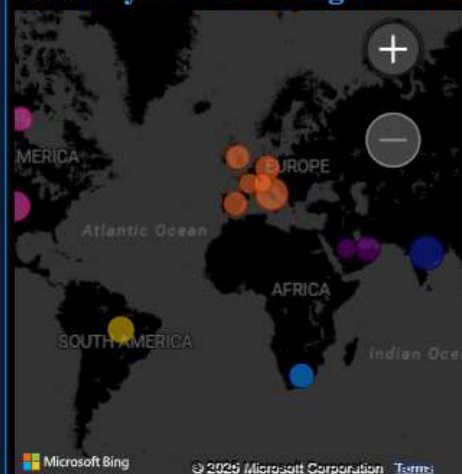 MERICA
EUROPE
Atlantic Ocean
AFRICA
SOUTH AMERICA
Indian Oce
Microsoft Bing
© 2025 Microsoft Corporation Terms